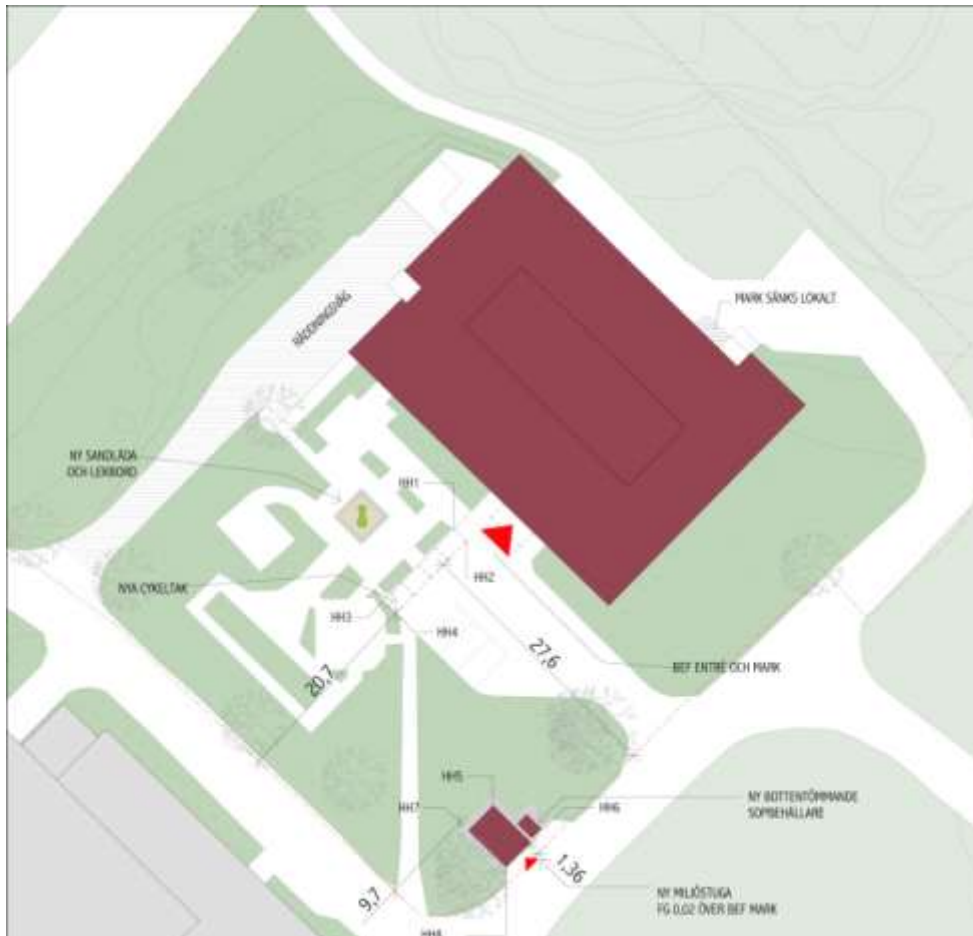 MARK SÄNKS LOKALT
RÄDDNINGSVÄG
NY SANDLÅDA
OCH LEKBORD
HH1
HH2
NYA CYKELTAK
HH3
HH4
27,6
BEF ENTRÉ OCH MARK
20,7
HH5
HH7
HH6
NY BOTTENTÖMMANDE
SOPBEHÅLLARE
1,36
9,7
NY MILJÖSTUGA
FG 0,02 ÖVER BEF MARK
HH8